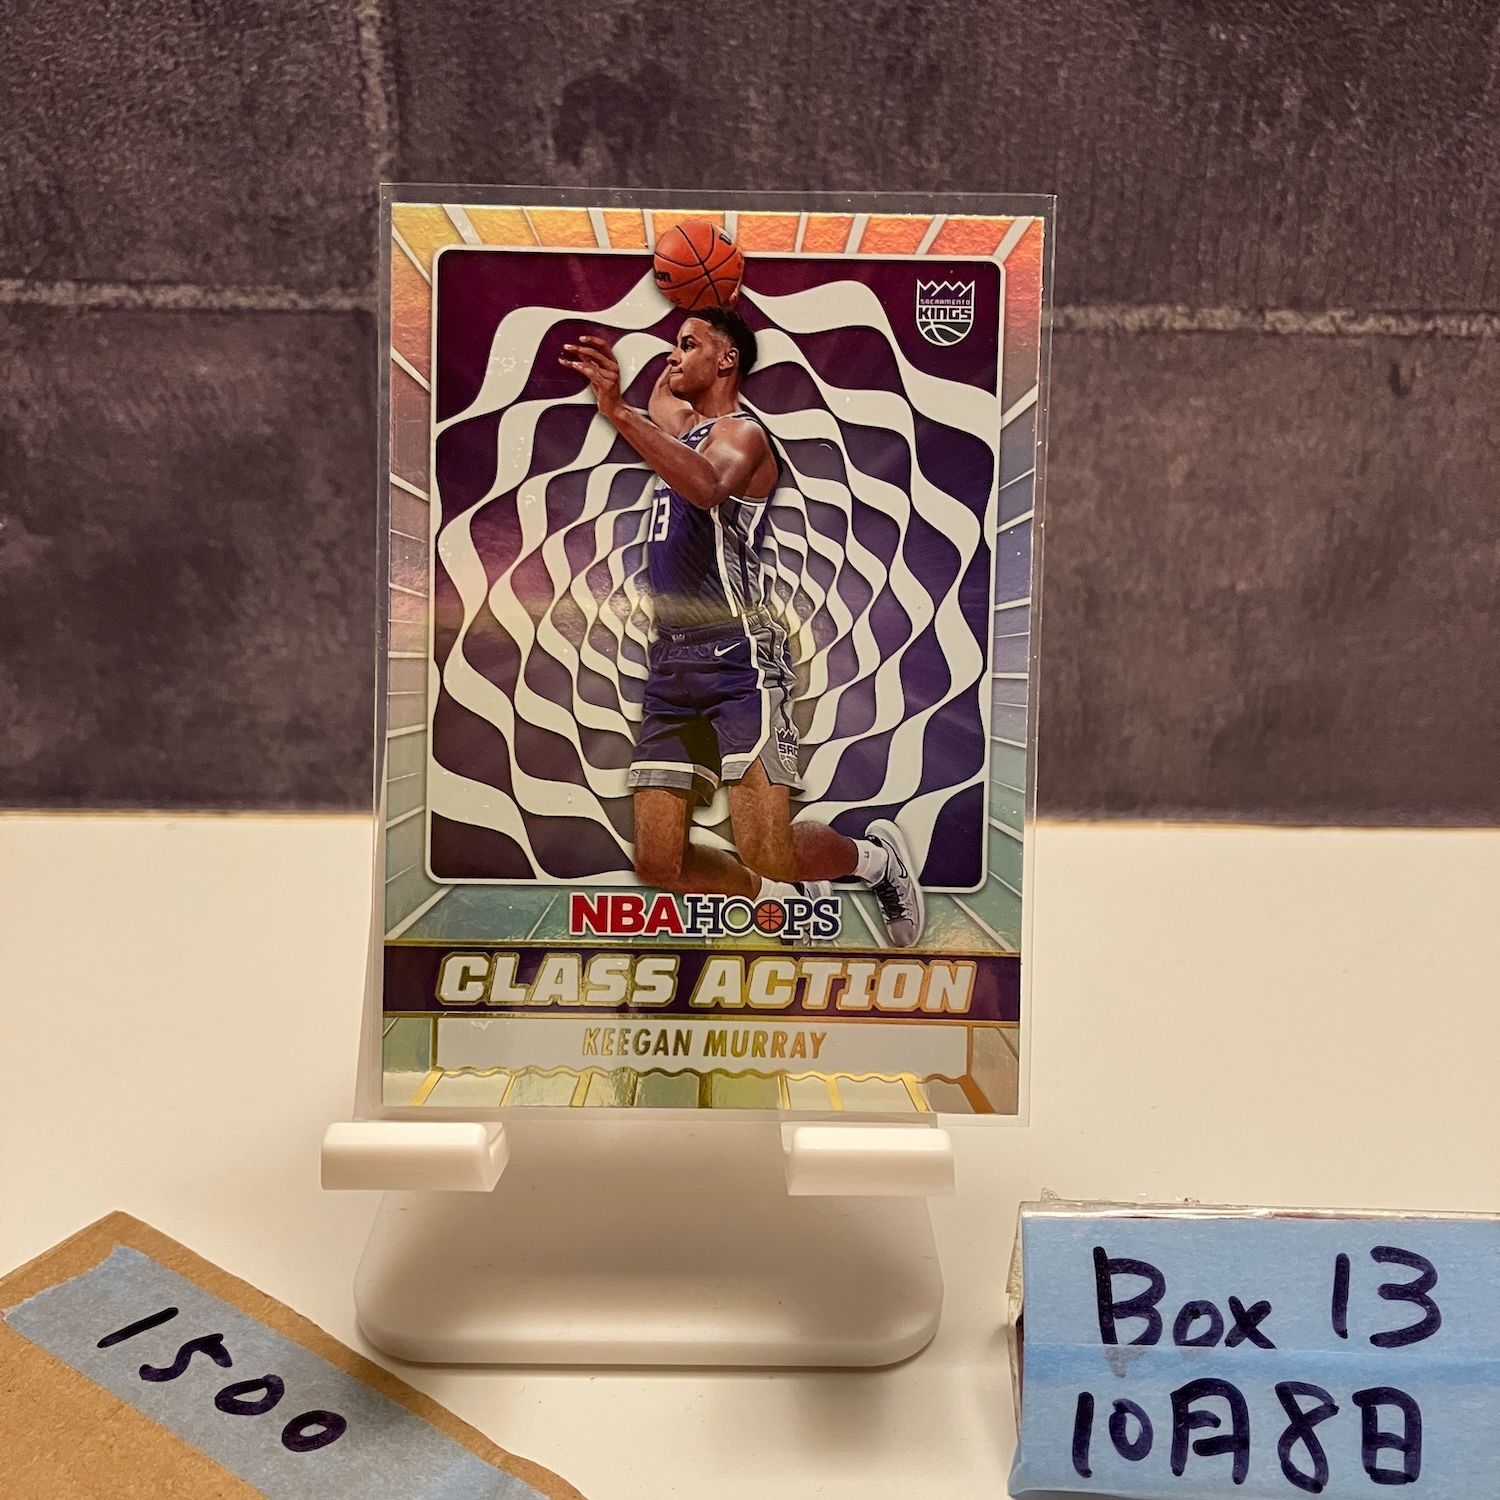 SACRAMENTO
KINGS
13
SAC
NBA HOOPS
CLASS ACTION
KEEGAN MURRAY
1500
Box 13
10月8日